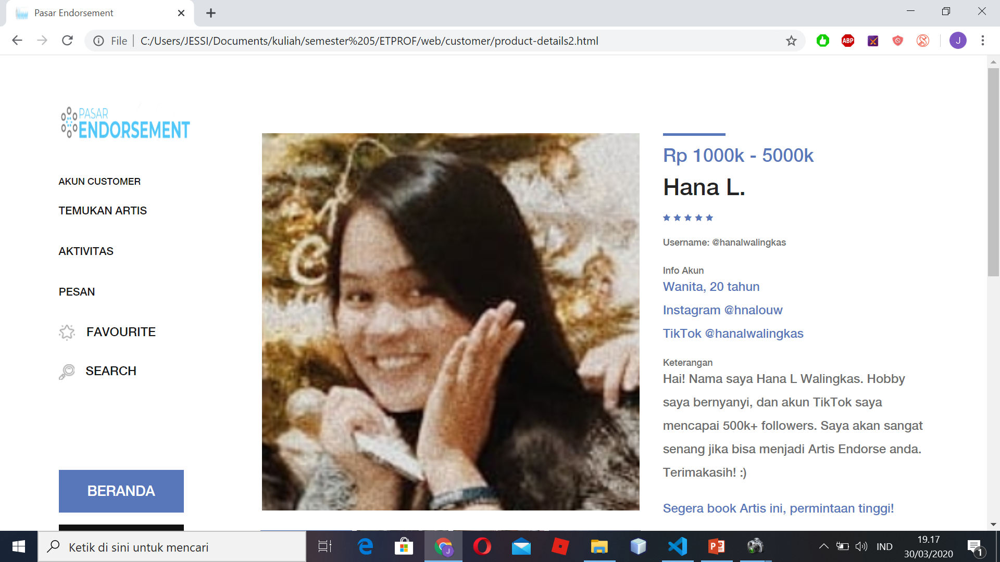 Pasar Endorsement
File
C:/Users/JESSI/Documents/kuliah/semester%205/ETPROF/web/customer/product-details2.html
ABP
J
PASAR
ENDORSEMENT
AKUN CUSTOMER
TEMUKAN ARTIS
AKTIVITAS
PESAN
FAVOURITE
SEARCH
BERANDA
Rp 1000k - 5000k
Hana L.
Username: @hanalwalingkas
Info Akun
Wanita, 20 tahun
Instagram @hnalouw
TikTok @hanalwalingkas
Keterangan
Hai! Nama saya Hana L Walingkas. Hobby
saya bernyanyi, dan akun TikTok saya
mencapai 500k+ followers. Saya akan sangat
senang jika bisa menjadi Artis Endorse anda.
Terimakasih! :)
Segera book Artis ini, permintaan tinggi!
Ketik di sini untuk mencari
J
IND
19.17
30/03/2020
1